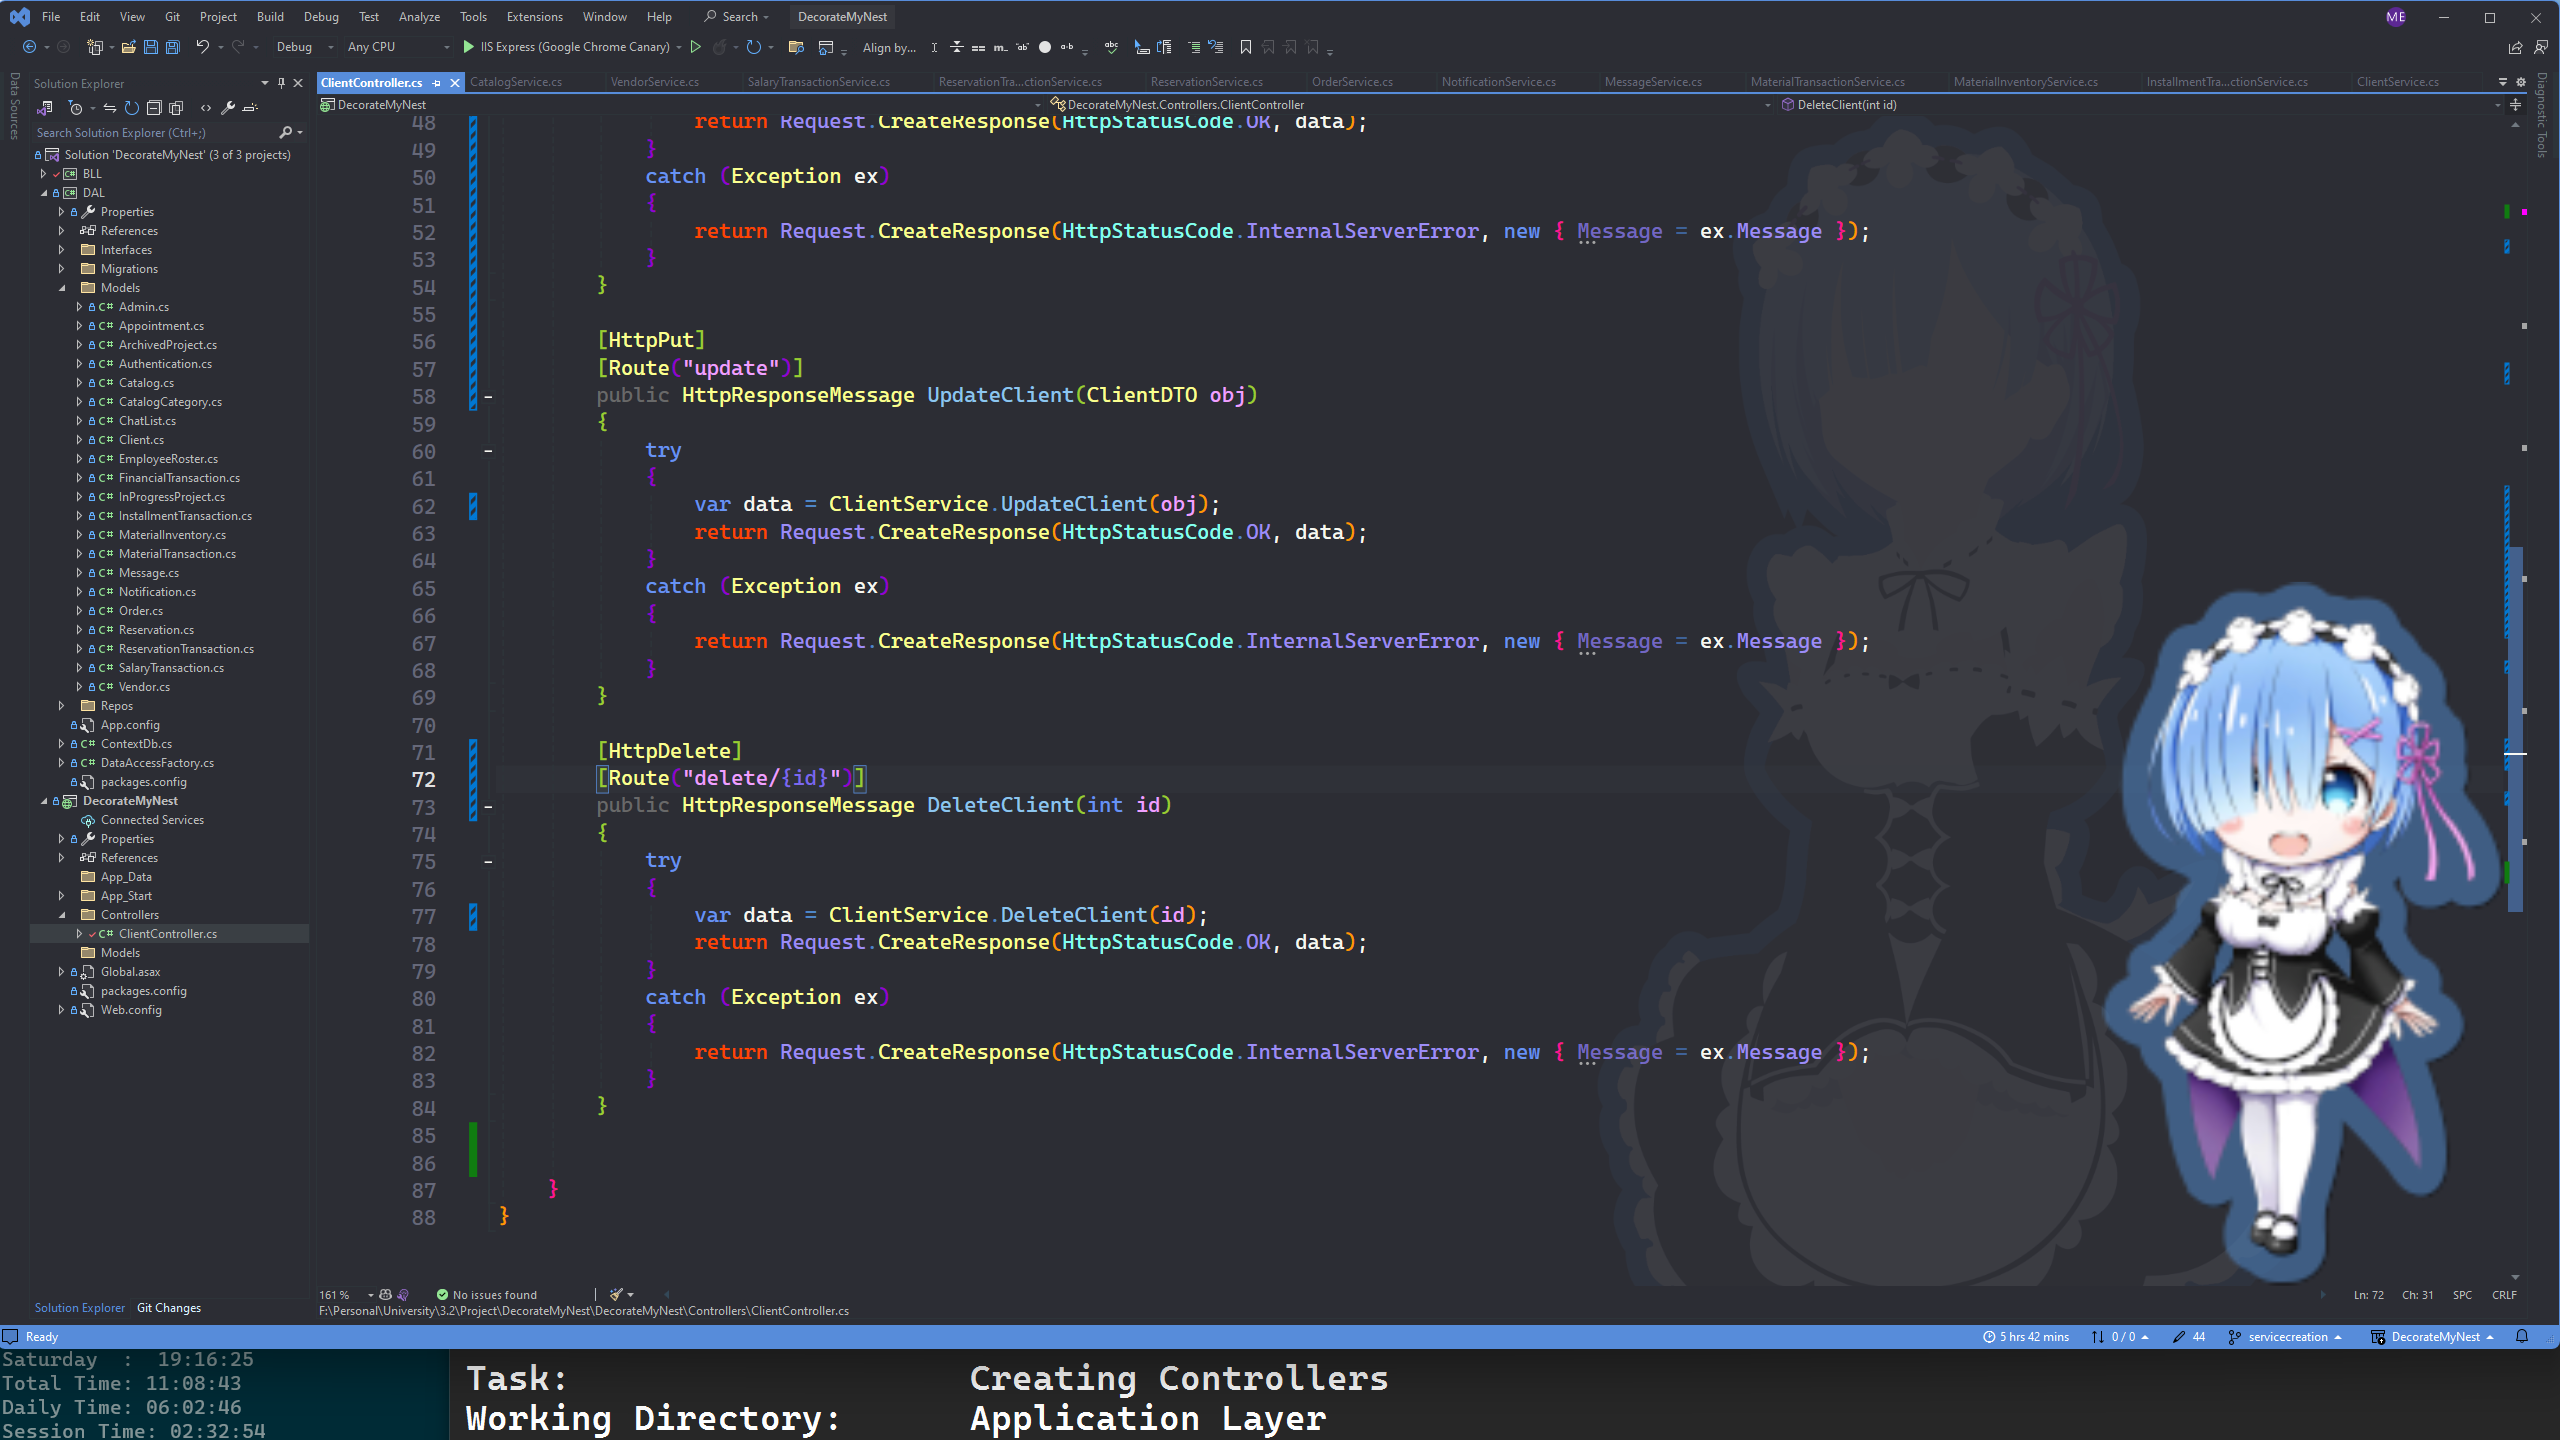 File Edit View Git Project Build Debug Test Analyze Tools Extensions Window Help Search DecorateMyNest ME
Debug Any CPU IIS Express (Google Chrome Canary) Align by...
Data Sources
Solution Explorer
Search Solution Explorer (Ctrl+;)
Solution 'DecorateMyNest' (3 of 3 projects)
BLL
DAL
Properties
References
Interfaces
Migrations
Models
Admin.cs
Appointment.cs
ArchivedProject.cs
Authentication.cs
Catalog.cs
CatalogCategory.cs
ChatList.cs
Client.cs
EmployeeRoster.cs
FinancialTransaction.cs
InProgressProject.cs
InstallmentTransaction.cs
MaterialInventory.cs
MaterialTransaction.cs
Message.cs
Notification.cs
Order.cs
Reservation.cs
ReservationTransaction.cs
SalaryTransaction.cs
Vendor.cs
Repos
App.config
ContextDb.cs
DataAccessFactory.cs
packages.config
DecorateMyNest
Connected Services
Properties
References
App_Data
App_Start
Controllers
ClientController.cs
Models
Global.asax
packages.config
Web.config
Solution Explorer Git Changes
ClientController.cs CatalogService.cs VendorService.cs SalaryTransactionService.cs ReservationTra...ctionService.cs ReservationService.cs OrderService.cs NotificationService.cs MessageService.cs MaterialTransactionService.cs MaterialInventoryService.cs InstallmentTra...ctionService.cs ClientService.cs
DecorateMyNest DecorateMyNest.Controllers.ClientController DeleteClient(int id)
Diagnostic Tools
48 return Request.CreateResponse(HttpStatusCode.OK, data);
49 }
50 catch (Exception ex)
51 {
52 return Request.CreateResponse(HttpStatusCode.InternalServerError, new { Message = ex.Message });
53 }
54 }
55
56 [HttpPut]
57 [Route("update")]
58 public HttpResponseMessage UpdateClient(ClientDTO obj)
59 {
60 try
61 {
62 var data = ClientService.UpdateClient(obj);
63 return Request.CreateResponse(HttpStatusCode.OK, data);
64 }
65 catch (Exception ex)
66 {
67 return Request.CreateResponse(HttpStatusCode.InternalServerError, new { Message = ex.Message });
68 }
69 }
70
71 [HttpDelete]
72 [Route("delete/{id}")]
73 public HttpResponseMessage DeleteClient(int id)
74 {
75 try
76 {
77 var data = ClientService.DeleteClient(id);
78 return Request.CreateResponse(HttpStatusCode.OK, data);
79 }
80 catch (Exception ex)
81 {
82 return Request.CreateResponse(HttpStatusCode.InternalServerError, new { Message = ex.Message });
83 }
84 }
85
86
87 }
88 }
161 % No issues found Ln: 72 Ch: 31 SPC CRLF
F:\Personal\University\3.2\Project\DecorateMyNest\DecorateMyNest\Controllers\ClientController.cs
Ready 5 hrs 42 mins 0 / 0 44 servicecreation DecorateMyNest
Saturday : 19:16:25
Total Time: 11:08:43
Daily Time: 06:02:46
Session Time: 02:32:54
Task: Creating Controllers
Working Directory: Application Layer